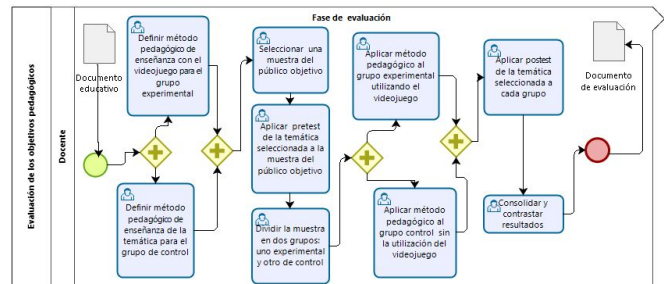 Fase de evaluación
Evaluación de los objetivos pedagógicos
Docente
Documento
educativo
Definir método
pedagógico de
enseñanza con el
videojuego para el
grupo
experimental
Definir método
pedagógico de
enseñanza de la
temática para el
grupo de control
Seleccionar una
muestra del
público objetivo
Aplicar pretest
de la temática
seleccionada a la
muestra del
público objetivo
Dividir la muestra
en dos grupos:
uno experimental
y otro de control
Aplicar método
pedagógico al
grupo experimental
utilizando el
videojuego
Aplicar método
pedagógico al
grupo control sin
la utilización del
videojuego
Aplicar postest
de la temática
seleccionada a
cada grupo
Consolidar y
contrastar
resultados
Documento
de evaluación